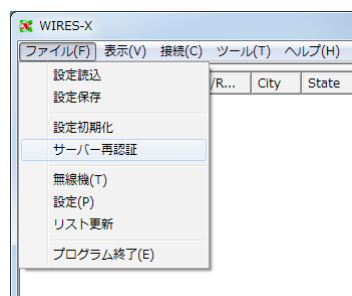 WIRES-X
ファイル(F) 表示(V) 接続(C) ツール(T) ヘルプ(H)
/R... City State
設定読込
設定保存
設定初期化
サーバー再認証
無線機(T)
設定(P)
リスト更新
プログラム終了(E)